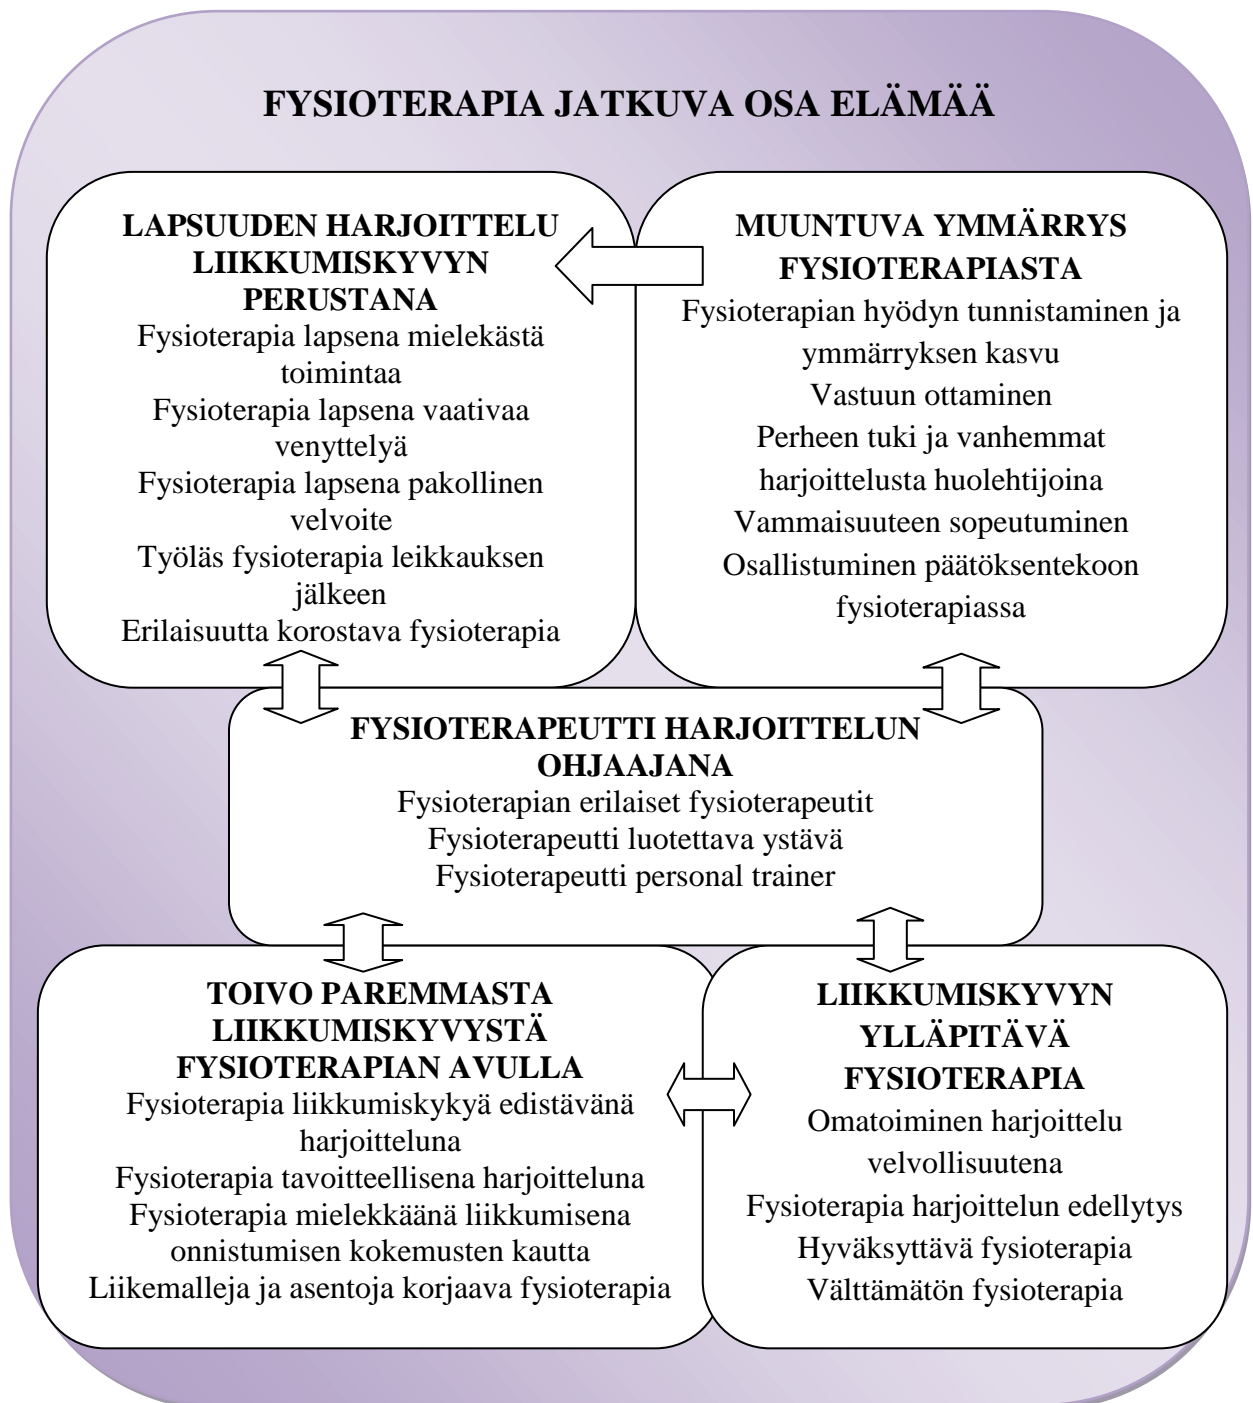 FYSIOTERAPIA JATKUVA OSA ELÄMÄÄ
LAPSUUDEN HARJOITTELU
LIIKKUMISKYVYN
PERUSTANA
Fysioterapia lapsena mielekästä
toimintaa
Fysioterapia lapsena vaativaa
venyttelyä
Fysioterapia lapsena pakollinen
velvoite
Työläs fysioterapia leikkauksen
jälkeen
Erilaisuutta korostava fysioterapia
MUUNTUVA YMMÄRRYS
FYSIOTERAPIASTA
Fysioterapian hyödyn tunnistaminen ja
ymmärryksen kasvu
Vastuun ottaminen
Perheen tuki ja vanhemmat
harjoittelusta huolehtijoina
Vammaisuuteen sopeutuminen
Osallistuminen päätöksentekoon
fysioterapiassa
FYSIOTERAPEUTTI HARJOITTELUN
OHJAAJANA
Fysioterapian erilaiset fysioterapeutit
Fysioterapeutti luotettava ystävä
Fysioterapeutti personal trainer
TOIVO PAREMMASTA
LIIKKUMISKYVYSTÄ
FYSIOTERAPIAN AVULLA
Fysioterapia liikkumiskykyä edistävänä
harjoitteluna
Fysioterapia tavoitteellisena harjoitteluna
Fysioterapia mielekkäänä liikkumisena
onnistumisen kokemusten kautta
Liikemalleja ja asentoja korjaava fysioterapia
LIIKKUMISKYVYN
YLLÄPITÄVÄ
FYSIOTERAPIA
Omatoiminen harjoittelu
velvollisuutena
Fysioterapia harjoittelun edellytys
Hyväksyttävä fysioterapia
Välttämätön fysioterapia